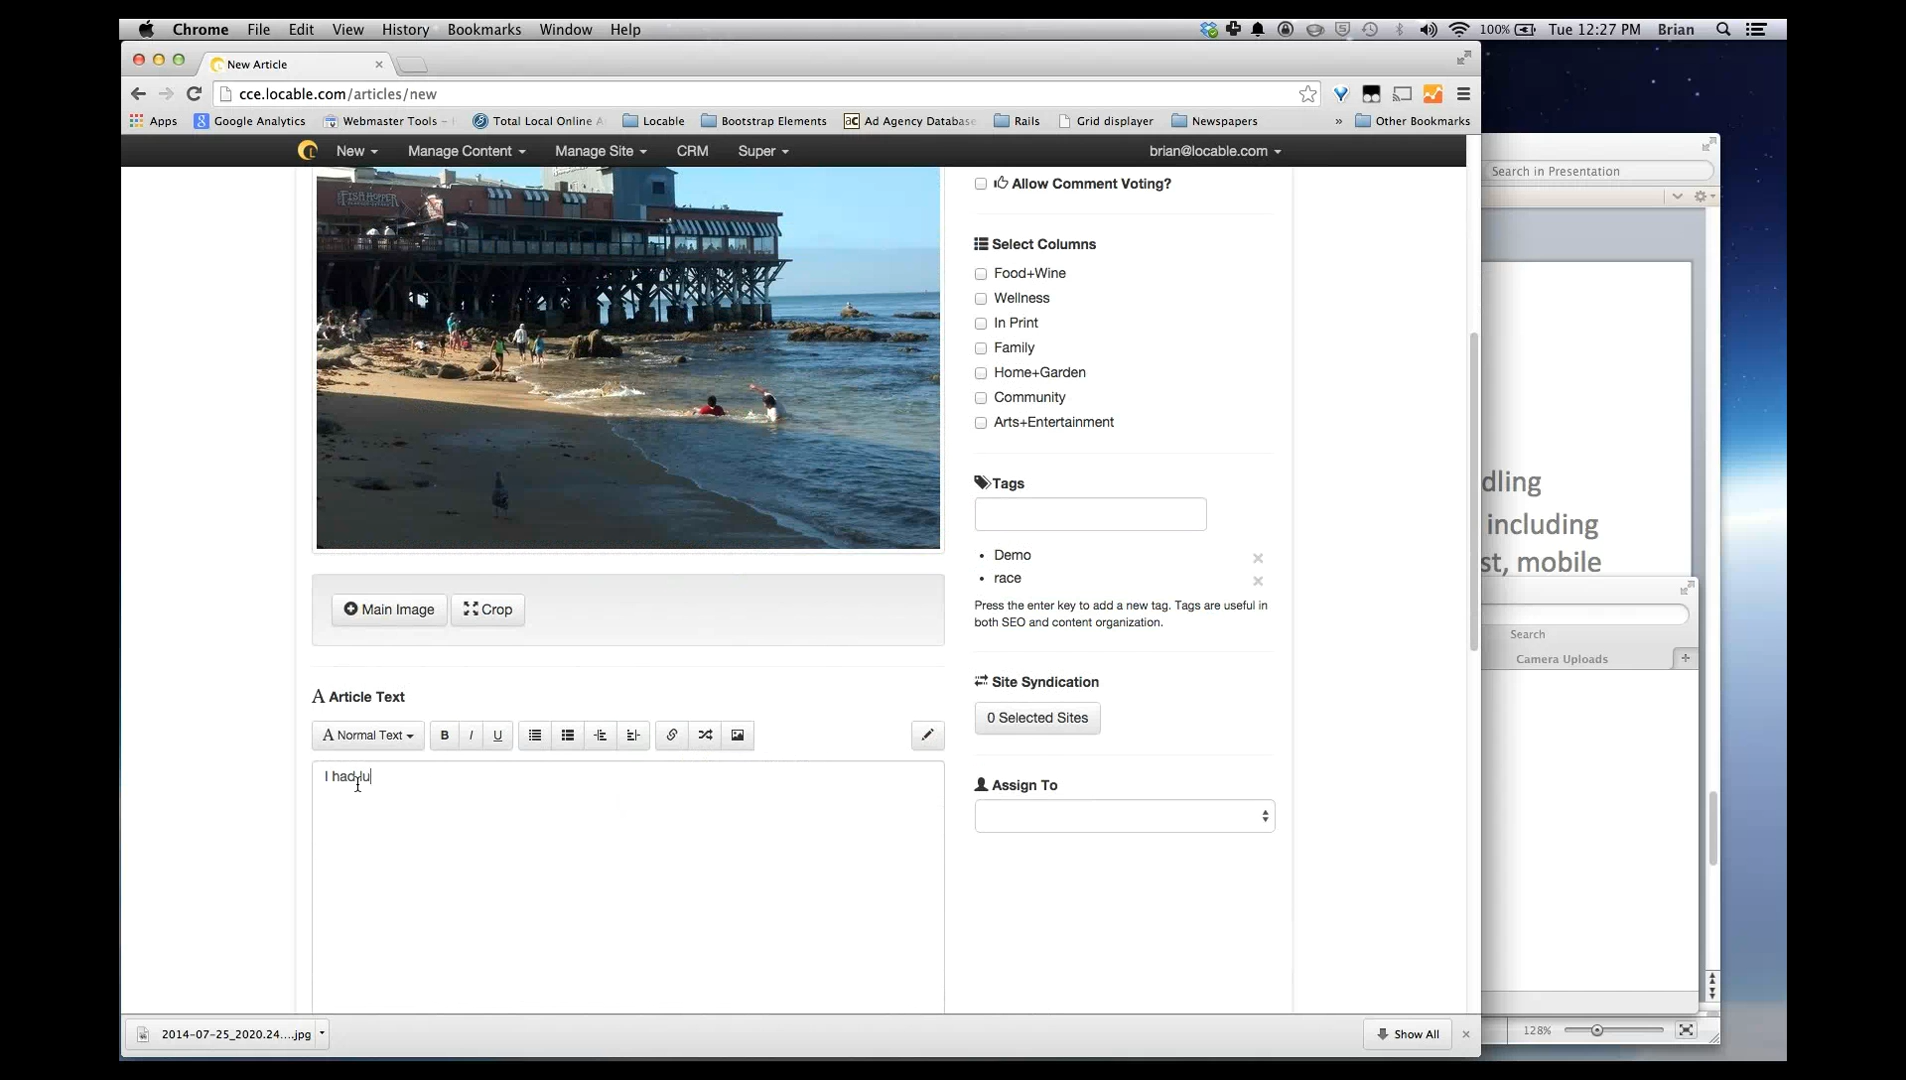 Chrome File Edit View History Bookmarks Window Help
100% Tue 12:27 PM Brian
New Article
cce.locable.com/articles/new
Apps Google Analytics Webmaster Tools - Total Local Online A Locable Bootstrap Elements Ad Agency Database Rails Grid displayer Newspapers » Other Bookmarks
New Manage Content Manage Site CRM Super brian@locable.com
Search in Presentation
FISH HOPPER
Allow Comment Voting?
Select Columns
Food+Wine
Wellness
In Print
Family
Home+Garden
Community
Arts+Entertainment
Tags
Demo
race
Press the enter key to add a new tag. Tags are useful in
both SEO and content organization.
dling
including
st, mobile
Main Image Crop
Search
Camera Uploads
Site Syndication
0 Selected Sites
A Article Text
A Normal Text B I U
I had lu
Assign To
2014-07-25_2020.24....jpg
Show All
128%